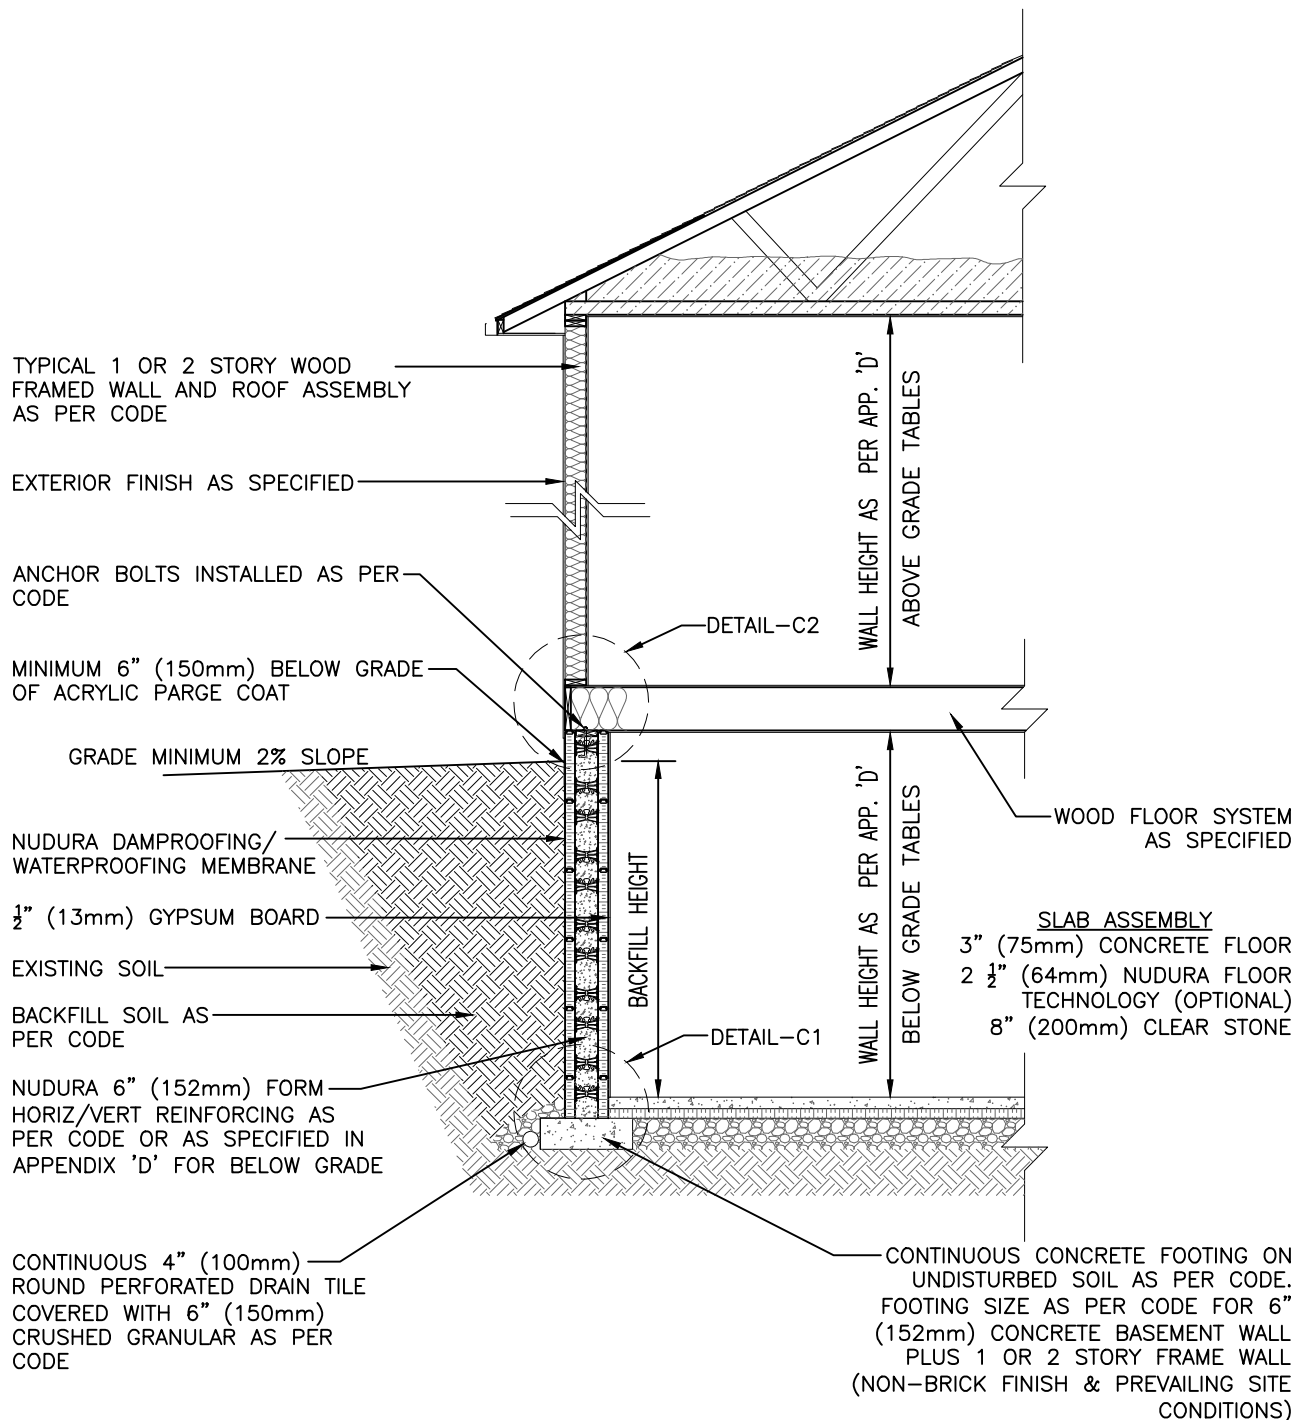 TYPICAL 1 OR 2 STORY WOOD
FRAMED WALL AND ROOF ASSEMBLY
AS PER CODE
EXTERIOR FINISH AS SPECIFIED
ANCHOR BOLTS INSTALLED AS PER
CODE
MINIMUM 6" (150mm) BELOW GRADE
OF ACRYLIC PARGE COAT
GRADE MINIMUM 2% SLOPE
NUDURA DAMPROOFING/
WATERPROOFING MEMBRANE
½" (13mm) GYPSUM BOARD
EXISTING SOIL
BACKFILL SOIL AS
PER CODE
NUDURA 6" (152mm) FORM
HORIZ/VERT REINFORCING AS
PER CODE OR AS SPECIFIED IN
APPENDIX 'D' FOR BELOW GRADE
CONTINUOUS 4" (100mm)
ROUND PERFORATED DRAIN TILE
COVERED WITH 6" (150mm)
CRUSHED GRANULAR AS PER
CODE
WALL HEIGHT AS PER APP. 'D'
ABOVE GRADE TABLES
DETAIL-C2
BACKFILL HEIGHT
WALL HEIGHT AS PER APP. 'D'
BELOW GRADE TABLES
DETAIL-C1
WOOD FLOOR SYSTEM
AS SPECIFIED
SLAB ASSEMBLY
3" (75mm) CONCRETE FLOOR
2 ½" (64mm) NUDURA FLOOR
TECHNOLOGY (OPTIONAL)
8" (200mm) CLEAR STONE
CONTINUOUS CONCRETE FOOTING ON
UNDISTURBED SOIL AS PER CODE.
FOOTING SIZE AS PER CODE FOR 6"
(152mm) CONCRETE BASEMENT WALL
PLUS 1 OR 2 STORY FRAME WALL
(NON-BRICK FINISH & PREVAILING SITE
CONDITIONS)